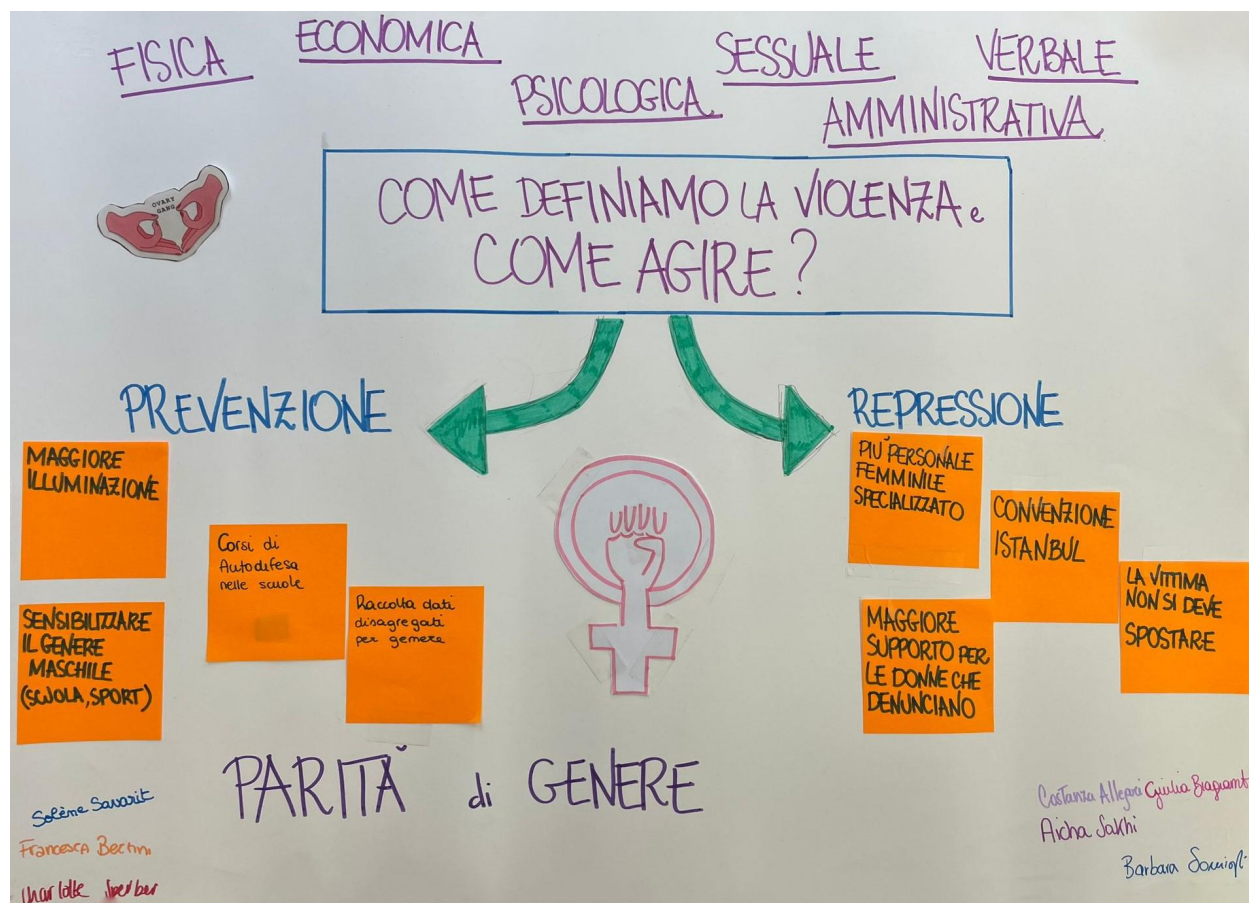 FISICA
ECONOMICA
PSICOLOGICA
SESSUALE
VERBALE
AMMINISTRATIVA
OVARY
GANG
COME DEFINIAMO LA VIOLENZA e
COME AGIRE?
PREVENZIONE
MAGGIORE
ILLUMINAZIONE
SENSIBILIZZARE
IL GENERE
MASCHILE
(SCUOLA, SPORT)
Corsi di
Autodifesa
nelle scuole
Raccolta dati
disagregati
per genere
REPRESSIONE
PIÙ PERSONALE
FEMMINILE
SPECIALIZZATO
CONVENZIONE
ISTANBUL
LA VITTIMA
NON SI DEVE
SPOSTARE
MAGGIORE
SUPPORTO PER
LE DONNE CHE
DENUNCIANO
PARITÀ di GENERE
Solène Savarit
Francesca Bectini
Charlotte
Costanza Allegri Giulia
Aicha Sakhi
Barbara